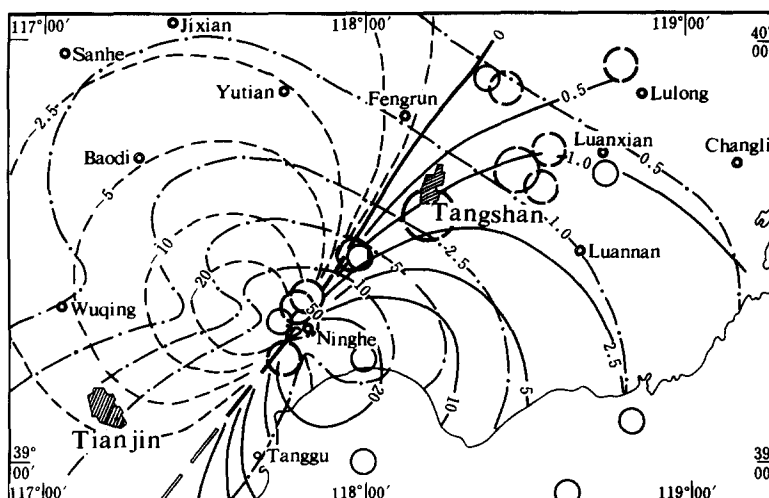 117°00′ 118°00′ 119°00′
Jixian
0
40°
00′
Sanhe
0.5
2.5
Yutian
Fengrun
Lulong
Baodi
Luanxian
0.5
Changli
1.0
5
Tangshan
1.0
10
20
5
2.5
Luannan
Wuqing
10
50
Ninghe
2.5
20
10
5
Tianjin
39°
00′
Tanggu
39°
00′
117°00′ 118°00′ 119°00′